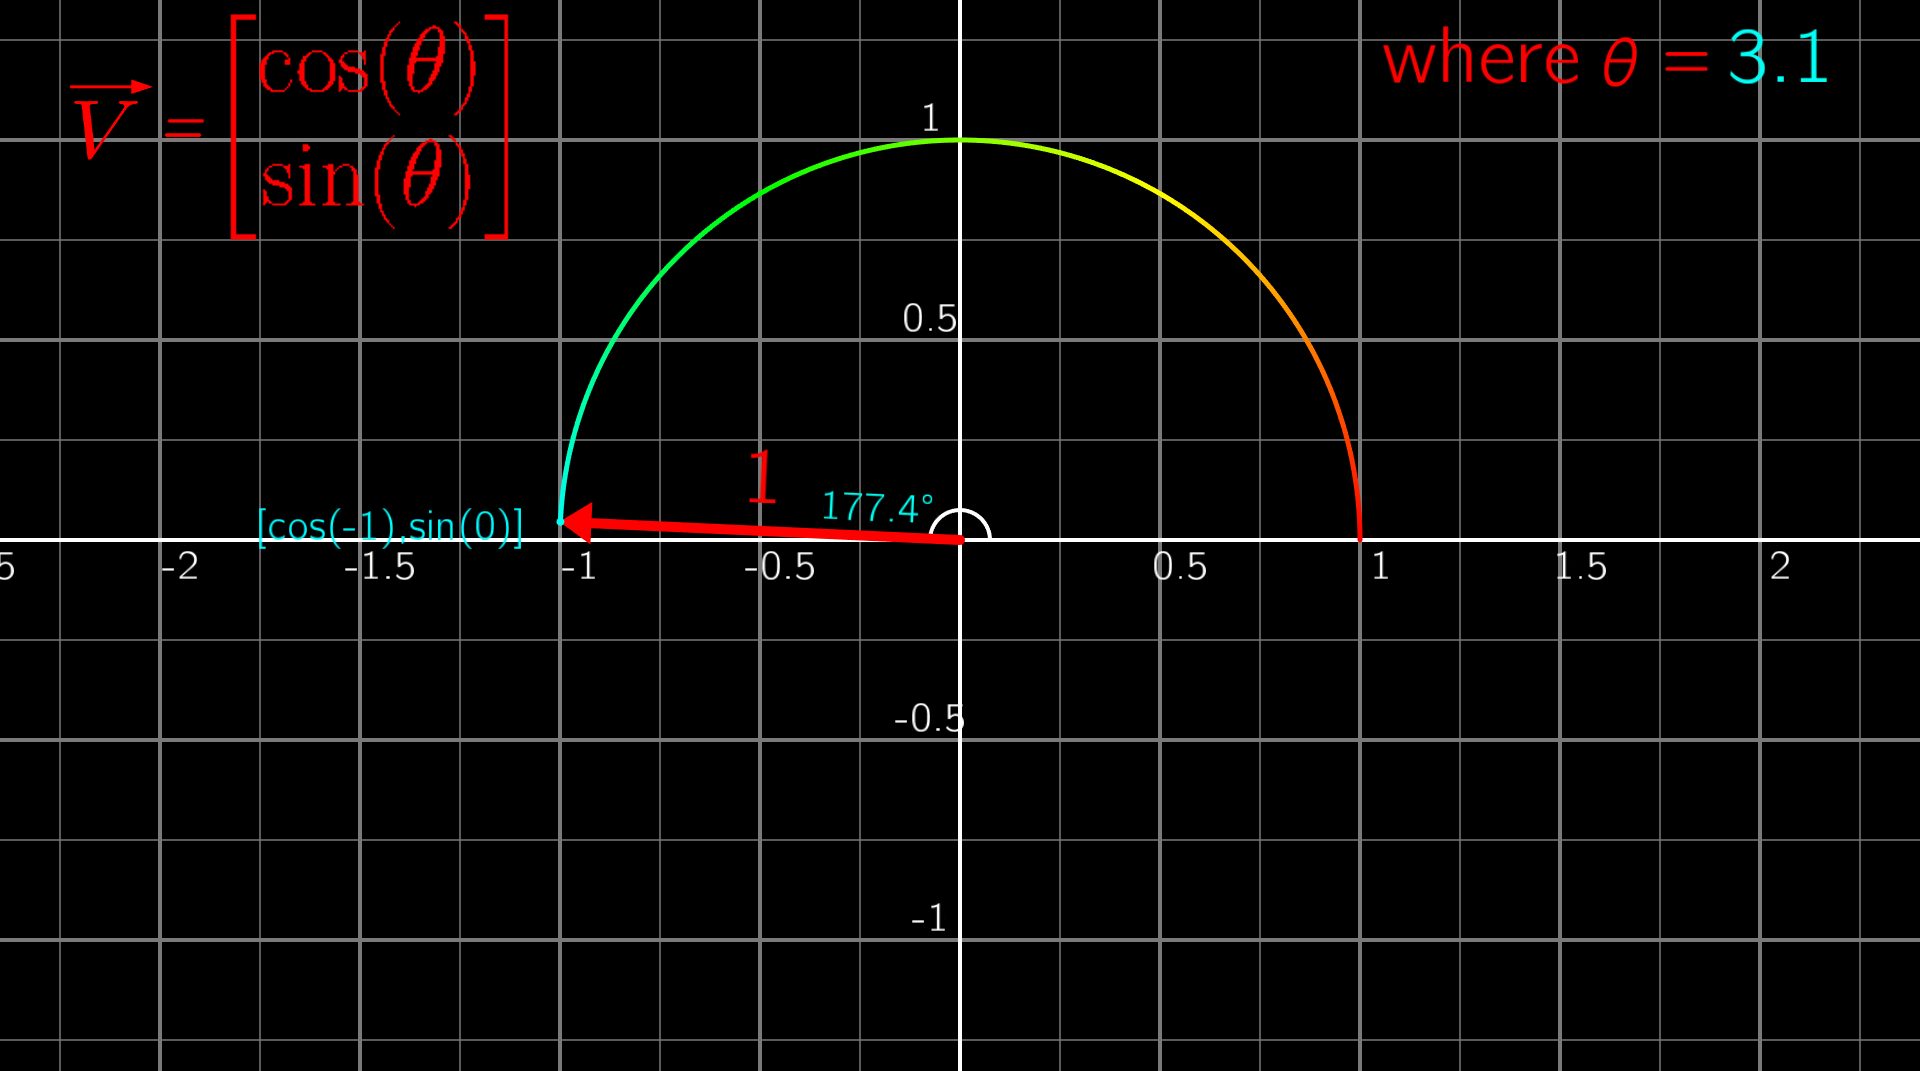 V = [cos(θ)
sin(θ)]
where θ = 3.1
1
0.5
1
177.4°
[cos(-1),sin(0)]
5 -2 -1.5 -1 -0.5 0.5 1 1.5 2
-0.5
-1